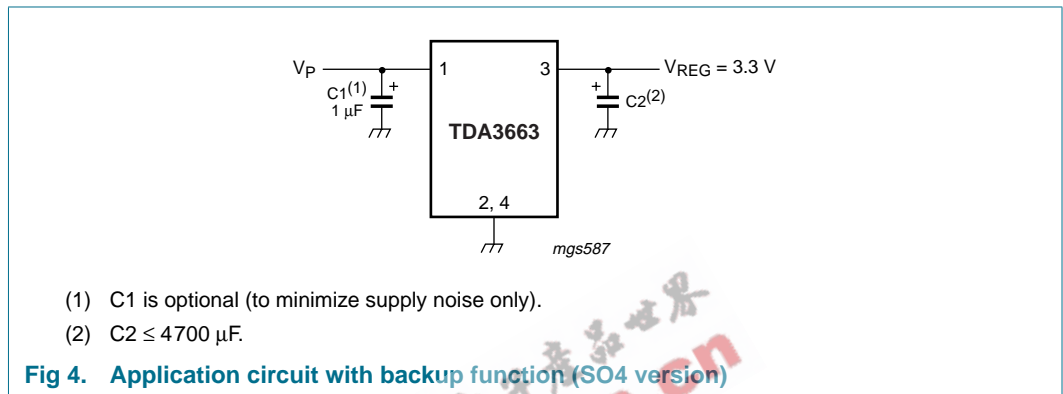 VP
1
3
VREG = 3.3 V
C1(1)
+
1 μF
+
C2(2)
TDA3663
2, 4
mgs587
(1) C1 is optional (to minimize supply noise only).
(2) C2 ≤ 4700 μF.
Fig 4. Application circuit with backup function (SO4 version)
.cn